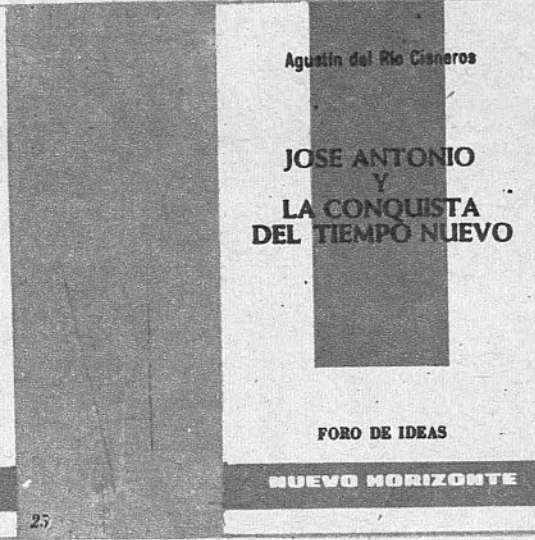 Agustín del Río Cisneros
JOSE ANTONIO
Y
LA CONQUISTA
DEL TIEMPO NUEVO
FORO DE IDEAS
NUEVO HORIZONTE
25